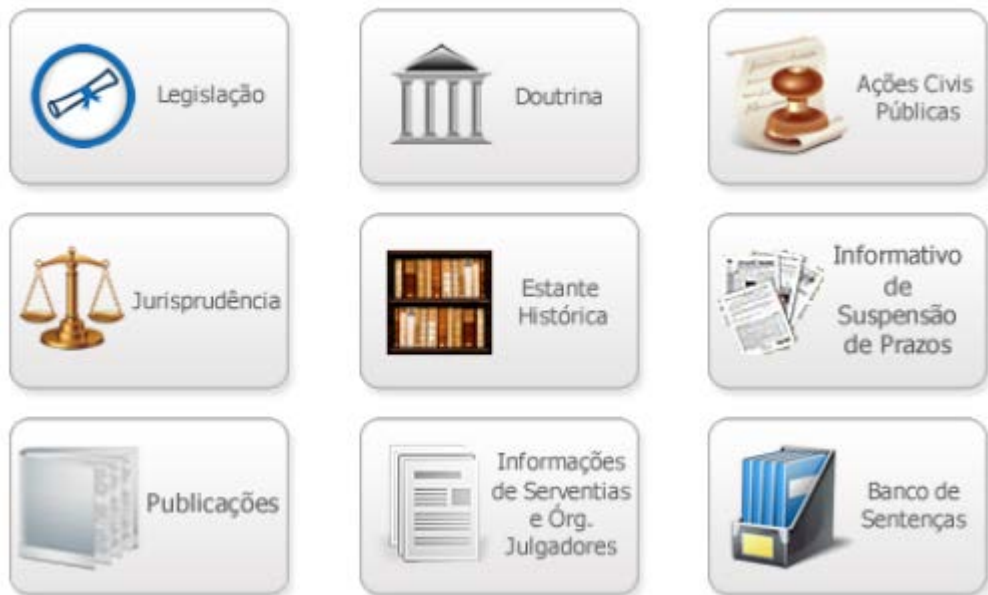 Legislação
Doutrina
Ações Civis
Públicas
Jurisprudência
Estante
Histórica
Informativo
de
Suspensão
de Prazos
Publicações
Informações
de Serventias
e Órg.
Julgadores
Banco de
Sentenças